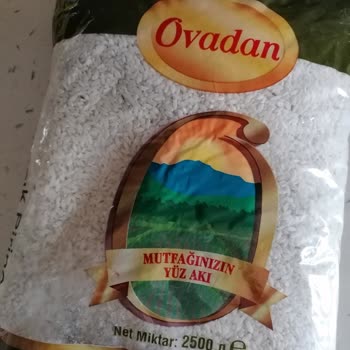 Ovadan
MUTFAĞINIZIN
YÜZ AKI
Net Miktar: 2500 g ℮